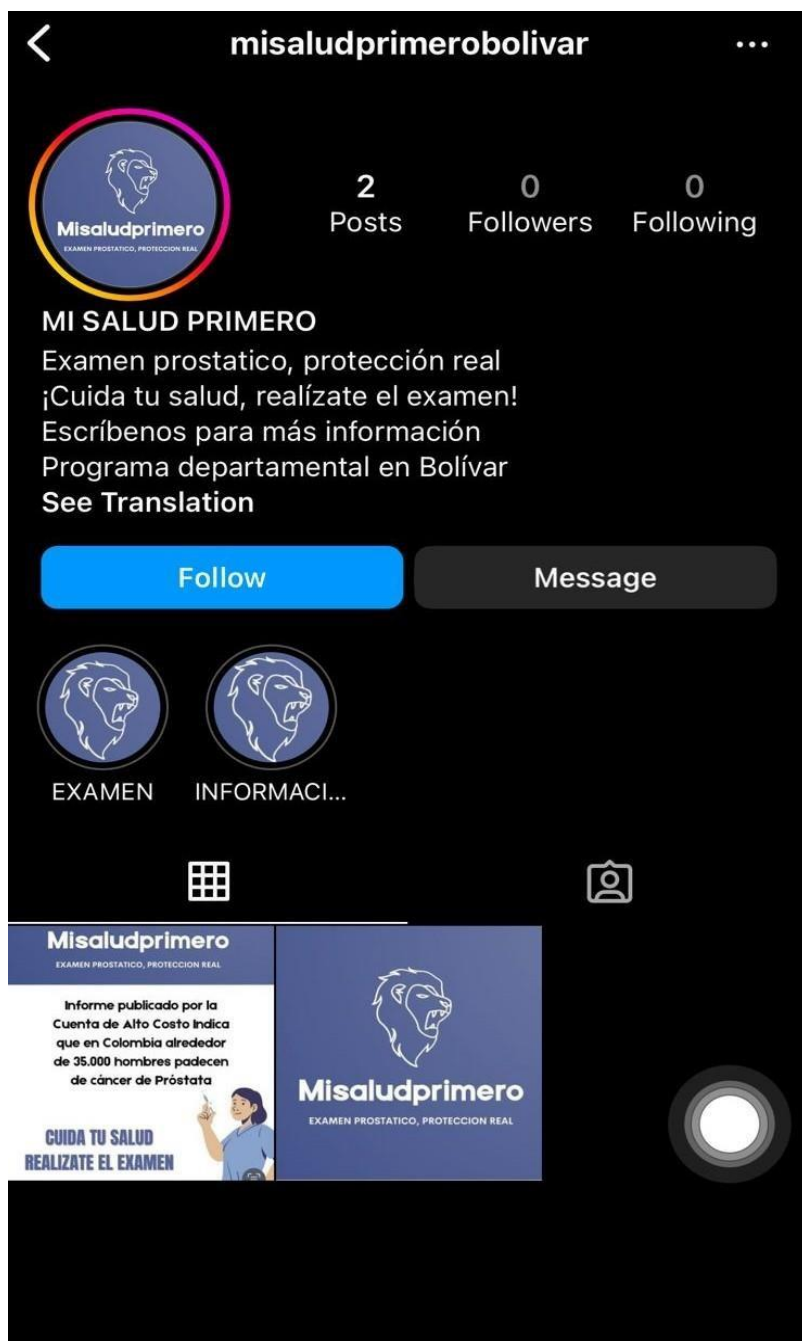 misaludprimerobolivar
Misaludprimero
EXAMEN PROSTATICO, PROTECCION REAL
2
Posts
0
Followers
0
Following
MI SALUD PRIMERO
Examen prostatico, protección real
¡Cuida tu salud, realízate el examen!
Escríbenos para más información
Programa departamental en Bolívar
See Translation
Follow
Message
EXAMEN
INFORMACI...
Misaludprimero
EXAMEN PROSTATICO, PROTECCION REAL
Informe publicado por la
Cuenta de Alto Costo Indica
que en Colombia alrededor
de 35.000 hombres padecen
de càncer de Pròstata
CUIDA TU SALUD
REALIZATE EL EXAMEN
Misaludprimero
EXAMEN PROSTATICO, PROTECCION REAL